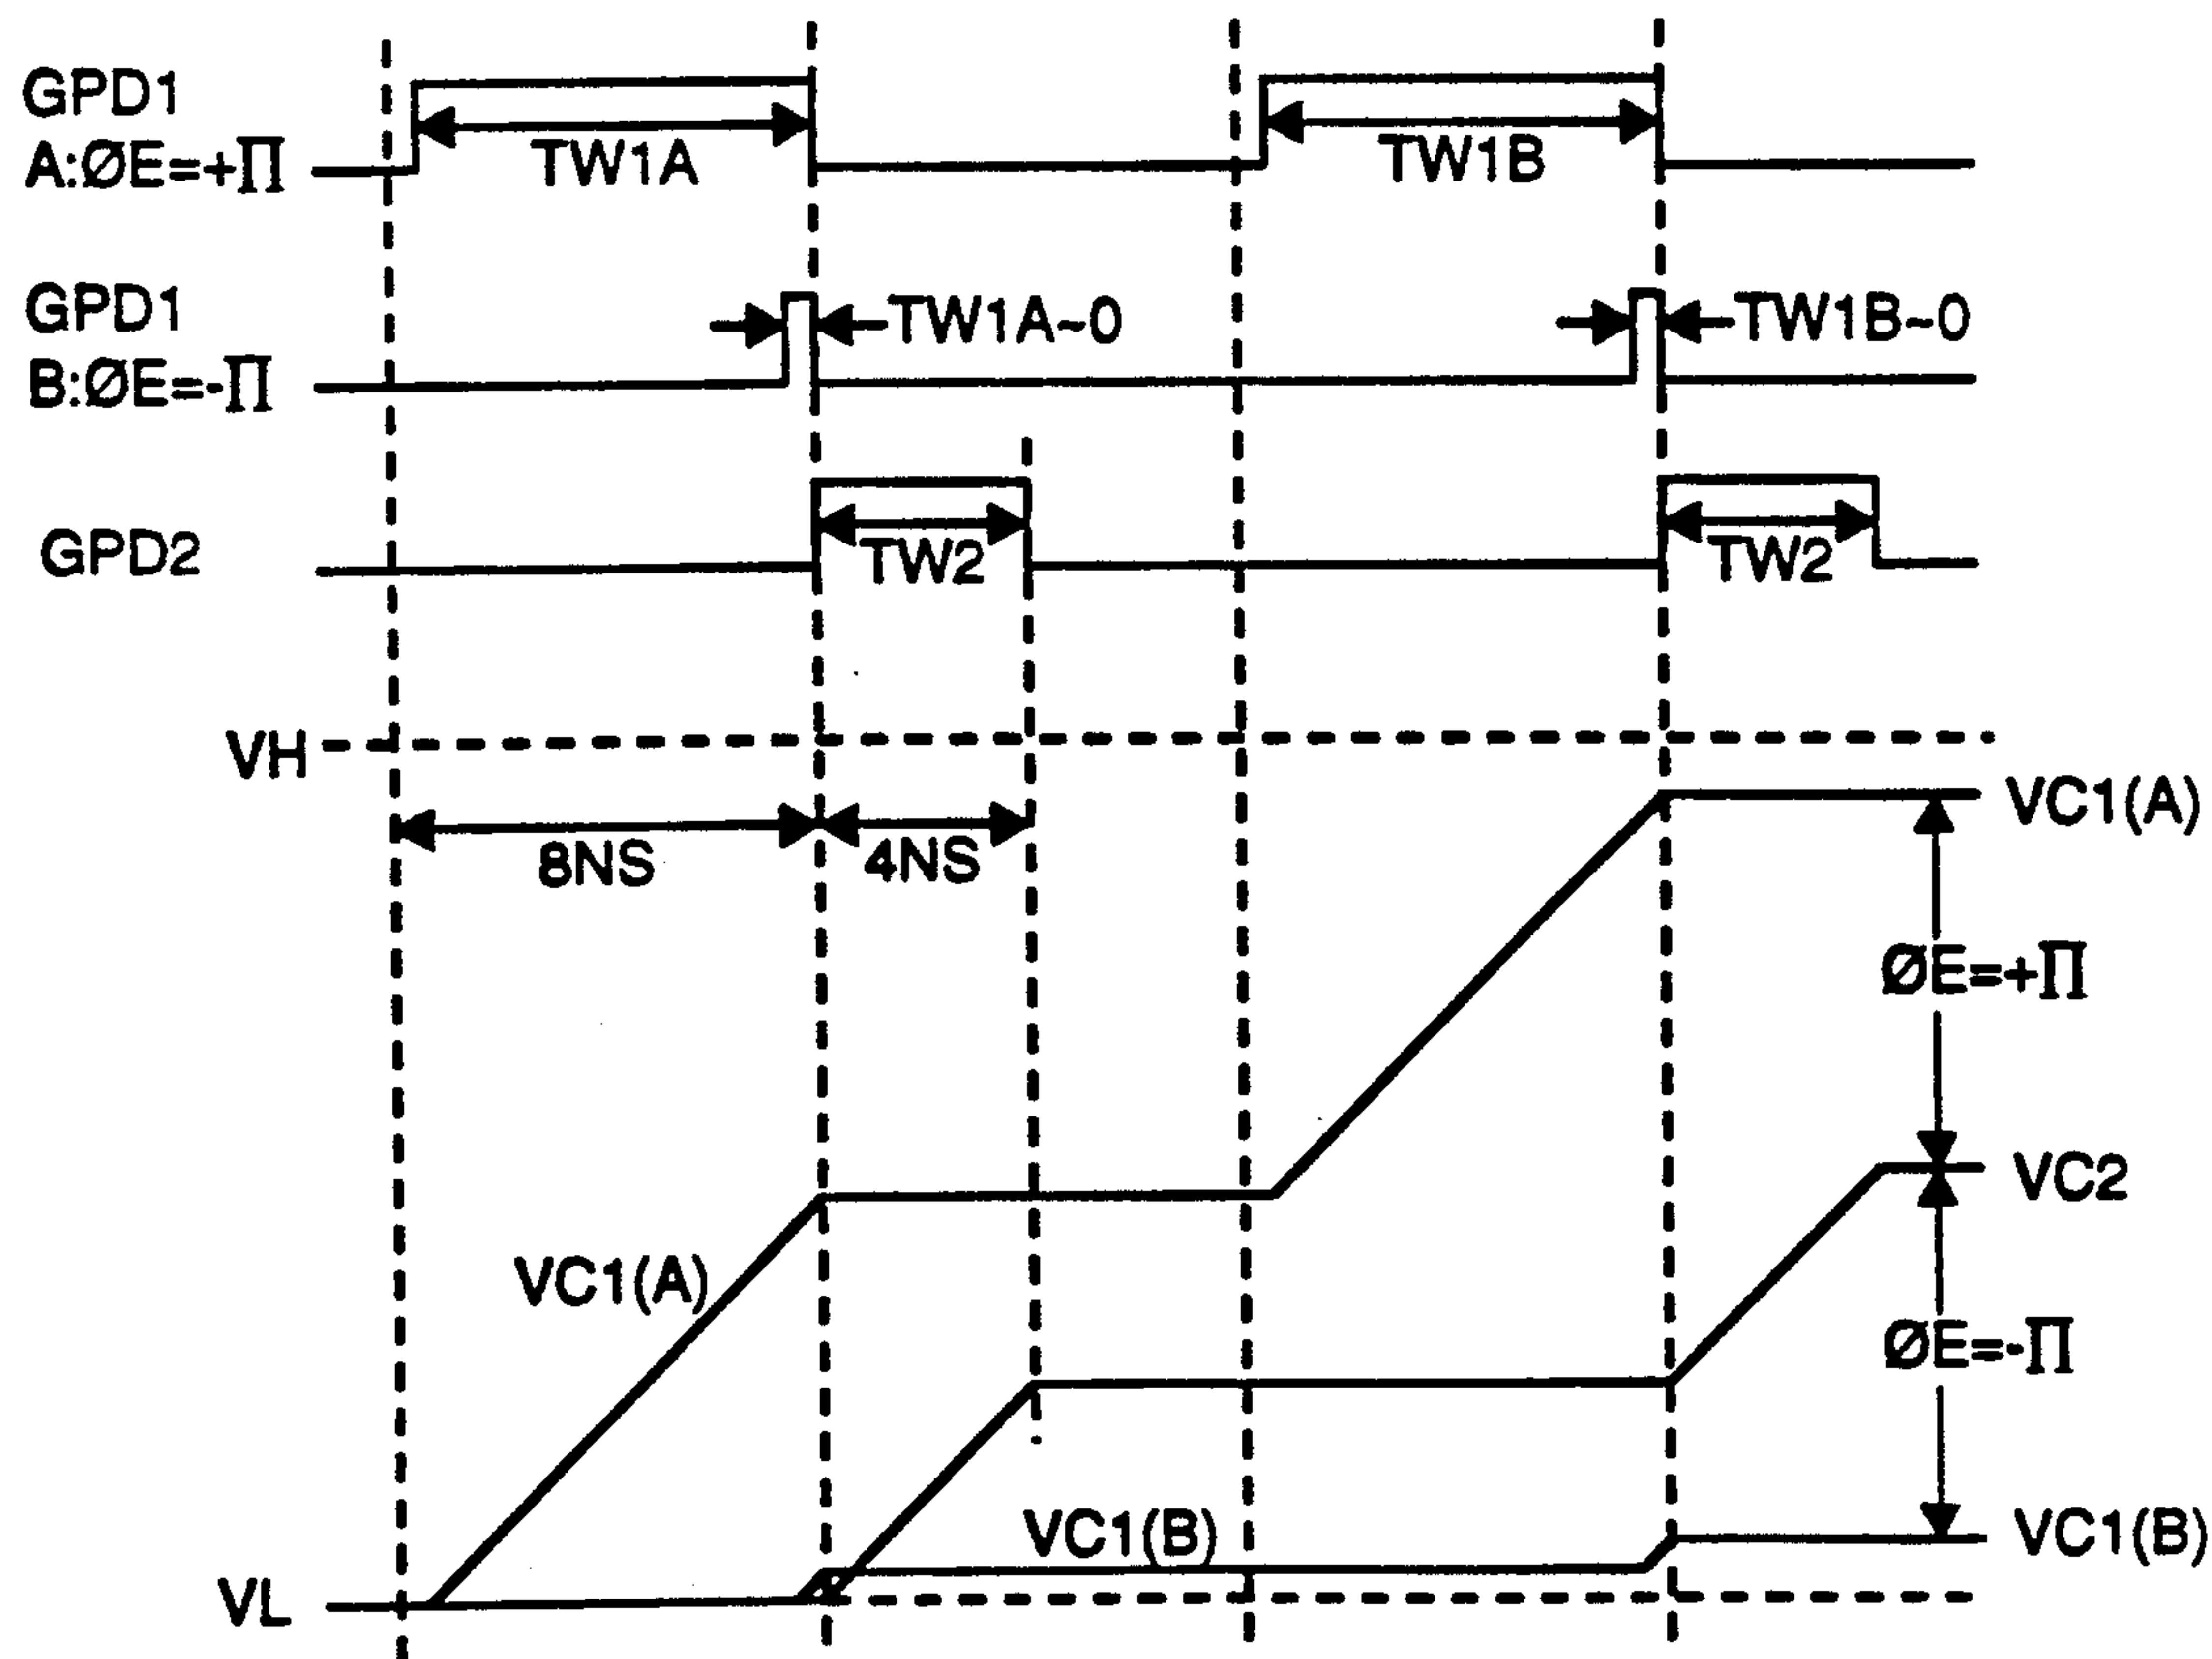 GPD1
A:ØE=+Π
TW1A
TW1B
GPD1
B:ØE=-Π
TW1A~0
TW1B~0
GPD2
TW2
TW2
VH
8NS
4NS
VC1(A)
ØE=+Π
VC2
VC1(A)
ØE=-Π
VC1(B)
VC1(B)
VL